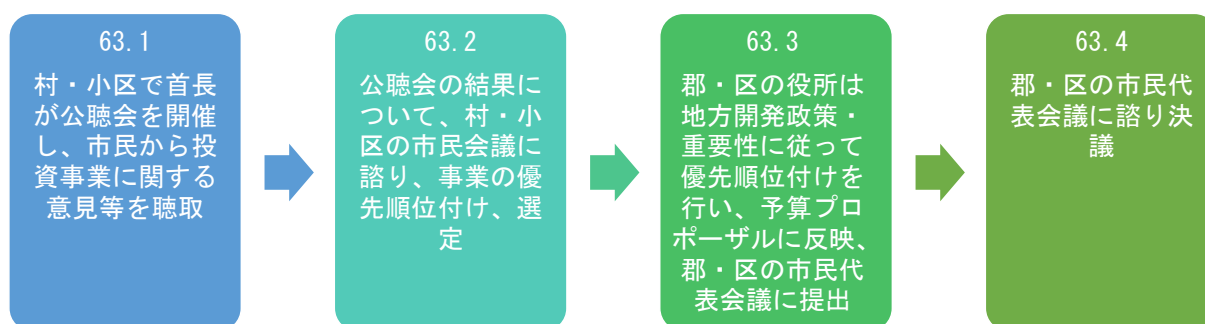 63.1
村・小区で首長
が公聴会を開催
し、市民から投
資事業に関する
意見等を聴取
63.2
公聴会の結果に
ついて、村・小
区の市民会議に
諮り、事業の優
先順位付け、選
定
63.3
郡・区の役所は
地方開発政策・
重要性に従って
優先順位付けを
行い、予算プロ
ポーザルに反映、
郡・区の市民代
表会議に提出
63.4
郡・区の市民代
表会議に諮り決
議